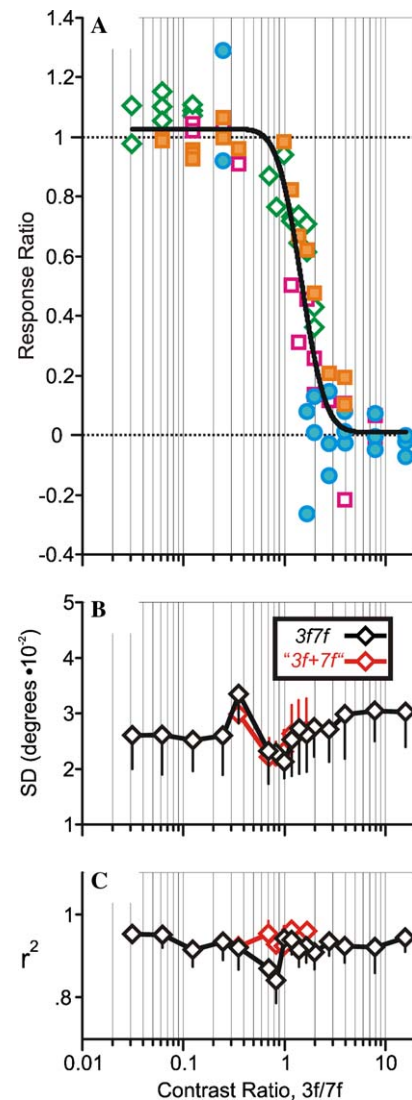 A
1.4
1.2
1
0.8
0.6
0.4
0.2
0
-0.2
-0.4
Response Ratio
B
5
4
3
2
1
SD (degrees •10-2)
3f7f
"3f+7f"
C
1
.8
r2
0.01
0.1
1
10
Contrast Ratio, 3f/7f